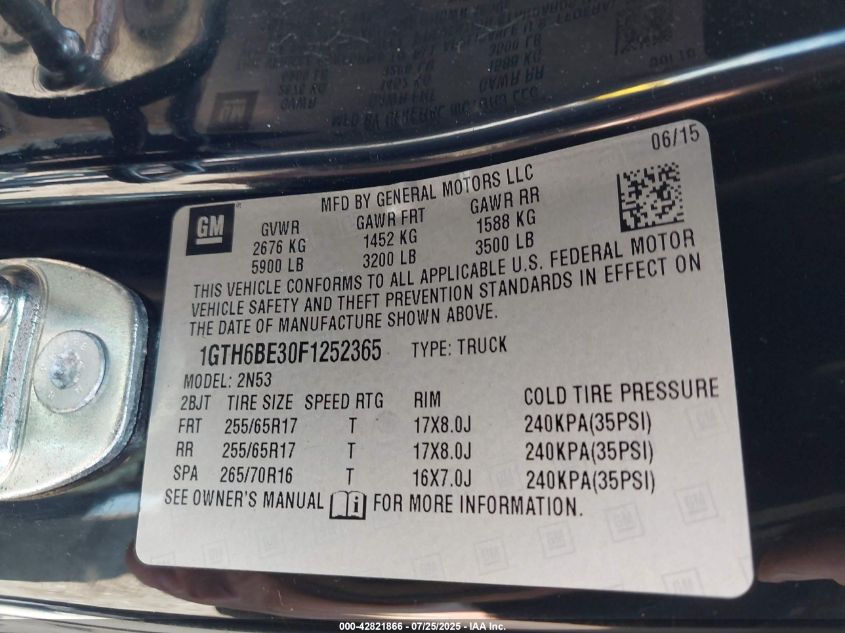 06/15
MFD BY GENERAL MOTORS LLC
GM
GVWR GAWR FRT GAWR RR
2676 KG 1452 KG 1588 KG
5900 LB 3200 LB 3500 LB
THIS VEHICLE CONFORMS TO ALL APPLICABLE U.S. FEDERAL MOTOR
VEHICLE SAFETY AND THEFT PREVENTION STANDARDS IN EFFECT ON
THE DATE OF MANUFACTURE SHOWN ABOVE.
1GTH6BE30F1252365 TYPE: TRUCK
MODEL: 2N53
2BJT TIRE SIZE SPEED RTG RIM COLD TIRE PRESSURE
FRT 255/65R17 T 17X8.0J 240KPA(35PSI)
RR 255/65R17 T 17X8.0J 240KPA(35PSI)
SPA 265/70R16 T 16X7.0J 240KPA(35PSI)
SEE OWNER'S MANUAL FOR MORE INFORMATION.
000-42821866 - 07/25/2025 - IAA Inc.